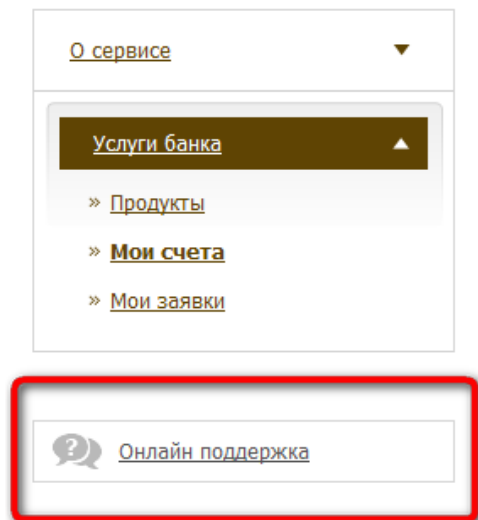 О сервисе
Услуги банка
» Продукты
» Мои счета
» Мои заявки
? Онлайн поддержка